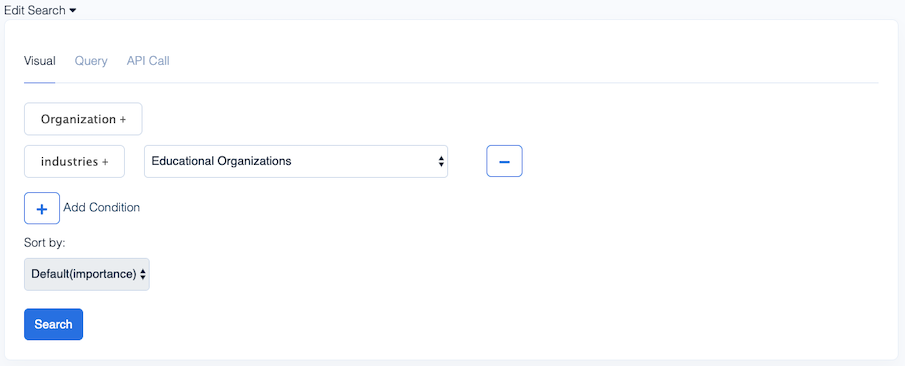 Edit Search
Visual Query API Call
Organization +
industries + Educational Organizations
Add Condition
Sort by:
Default(importance)
Search